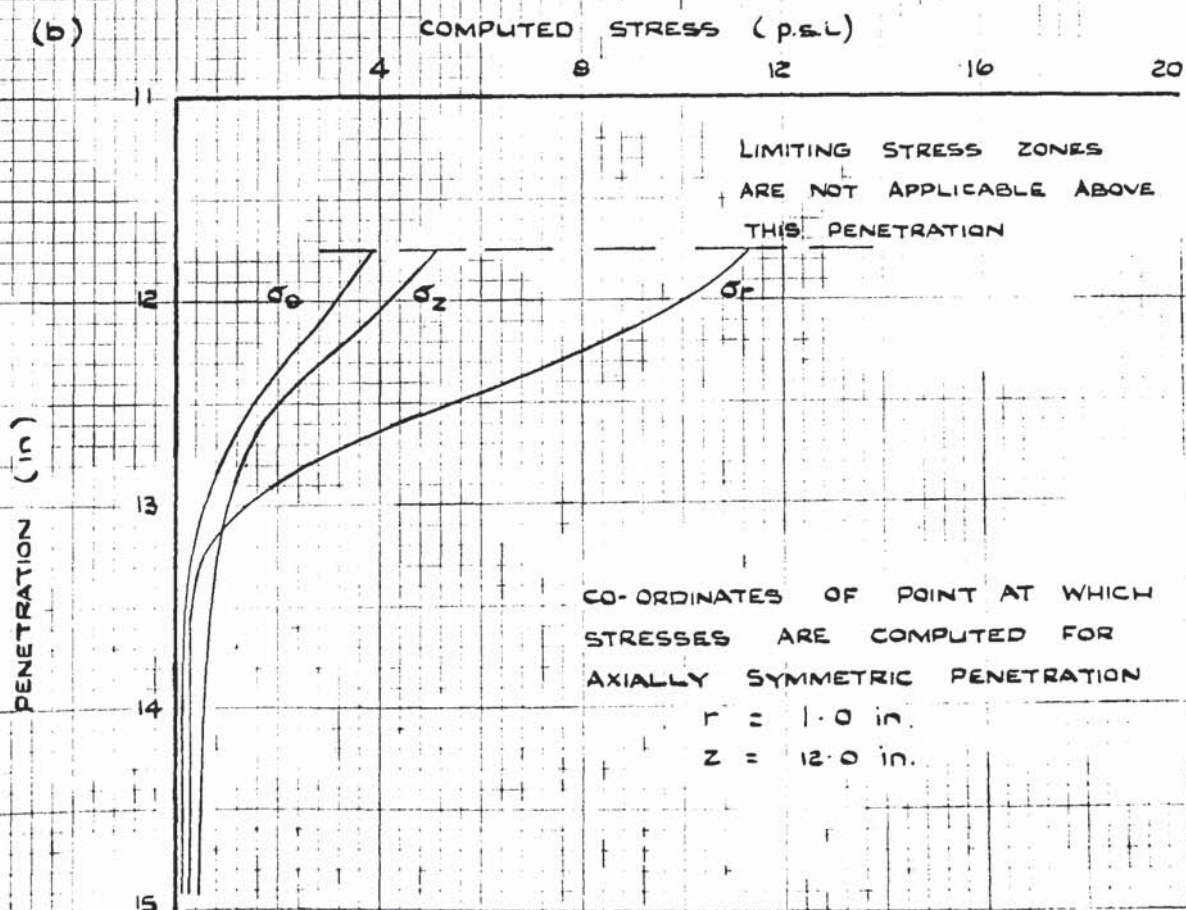 (b)
COMPUTED STRESS (p.s.i.)
4 8 12 16 20
11
LIMITING STRESS ZONES
ARE NOT APPLICABLE ABOVE
THIS PENETRATION
12
σθ σz σr
PENETRATION (in)
13
CO-ORDINATES OF POINT AT WHICH
STRESSES ARE COMPUTED FOR
AXIALLY SYMMETRIC PENETRATION
r = 1.0 in.
z = 12.0 in.
14
15